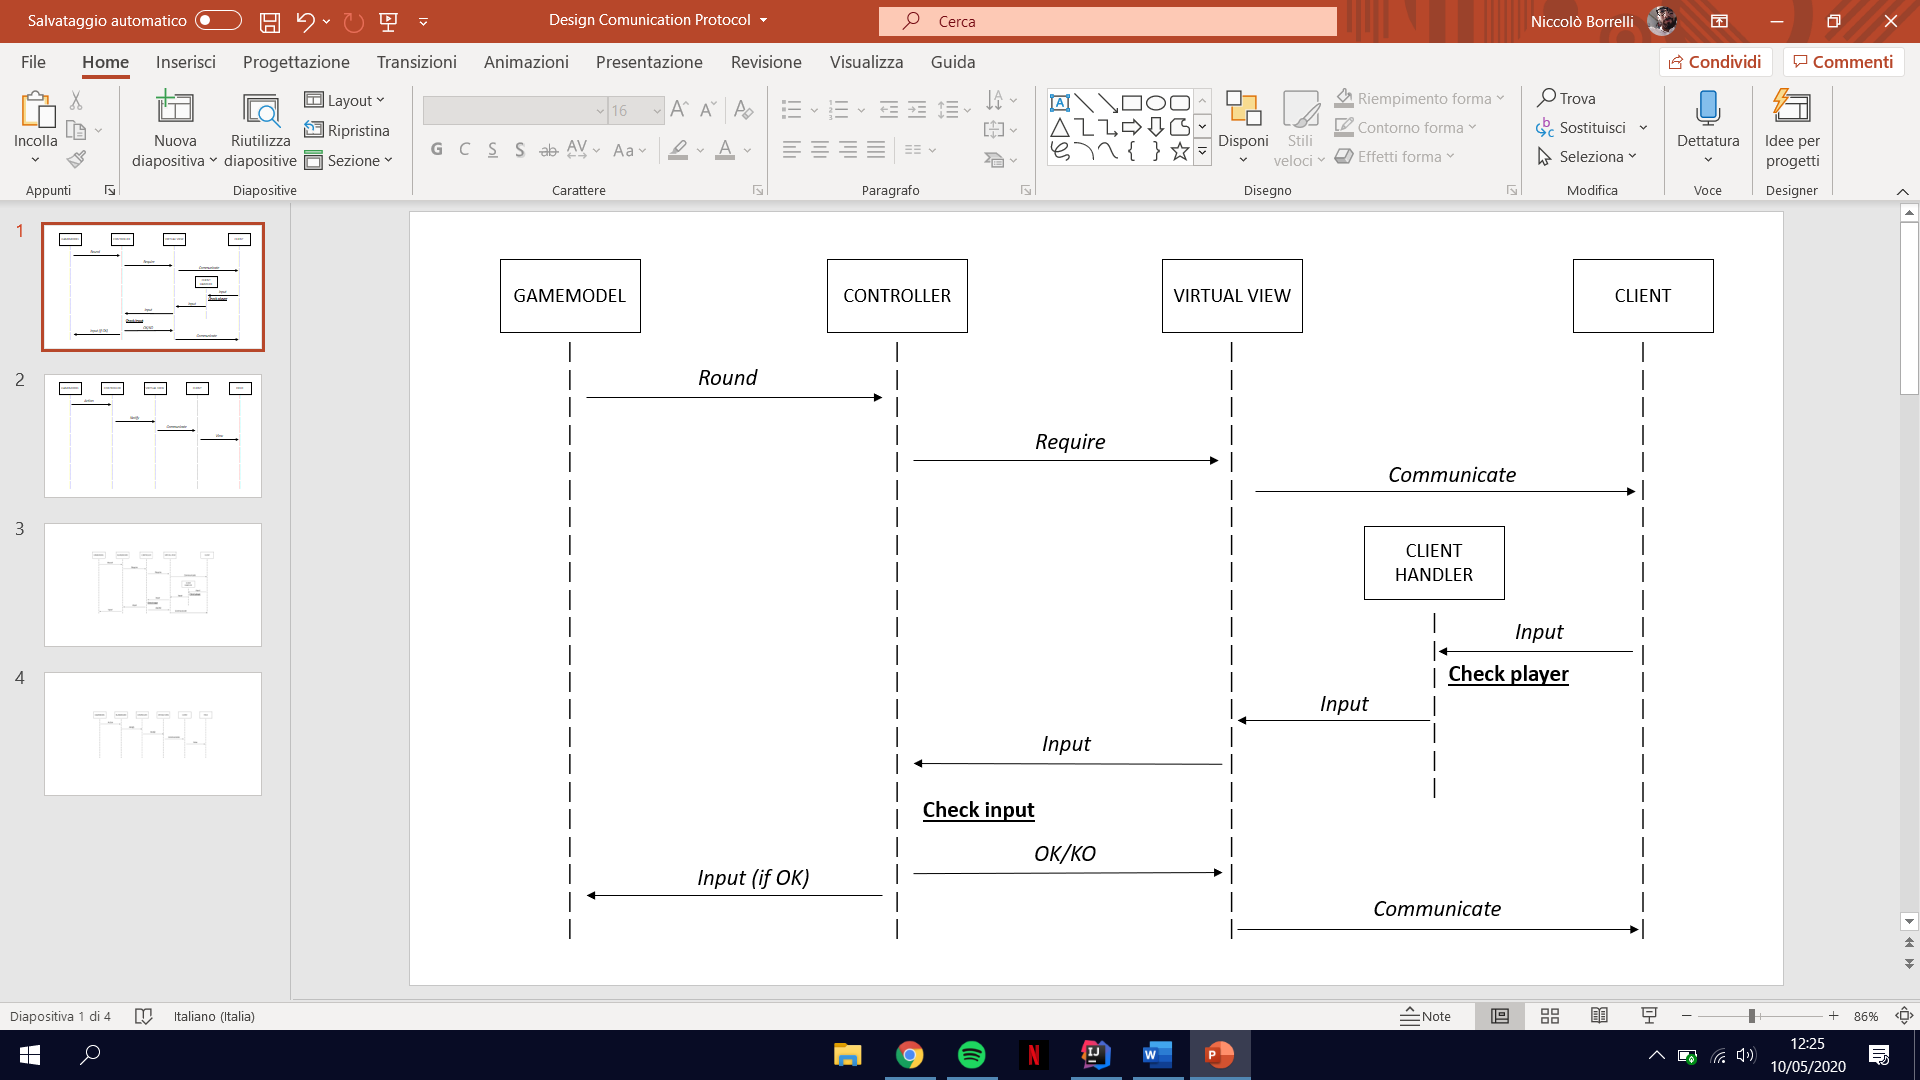 Salvataggio automatico
Design Comunication Protocol
Cerca
Niccolò Borrelli
File Home Inserisci Progettazione Transizioni Animazioni Presentazione Revisione Visualizza Guida
Condividi
Commenti
Incolla
Appunti
Nuova
diapositiva
Riutilizza
diapositive
Layout
Ripristina
Sezione
Diapositive
16
G C S S ab AV Aa A
Carattere
Paragrafo
Disponi
Stili
veloci
Riempimento forma
Contorno forma
Effetti forma
Disegno
Trova
Sostituisci
Seleziona
Modifica
Dettatura
Voce
Idee per
progetti
Designer
1
2
3
4
GAMEMODEL
CONTROLLER
VIRTUAL VIEW
CLIENT
Round
Require
Communicate
CLIENT
HANDLER
Input
Check player
Input
Input
Check input
OK/KO
Input (if OK)
Communicate
Diapositiva 1 di 4
Italiano (Italia)
Note
86%
12:25
10/05/2020